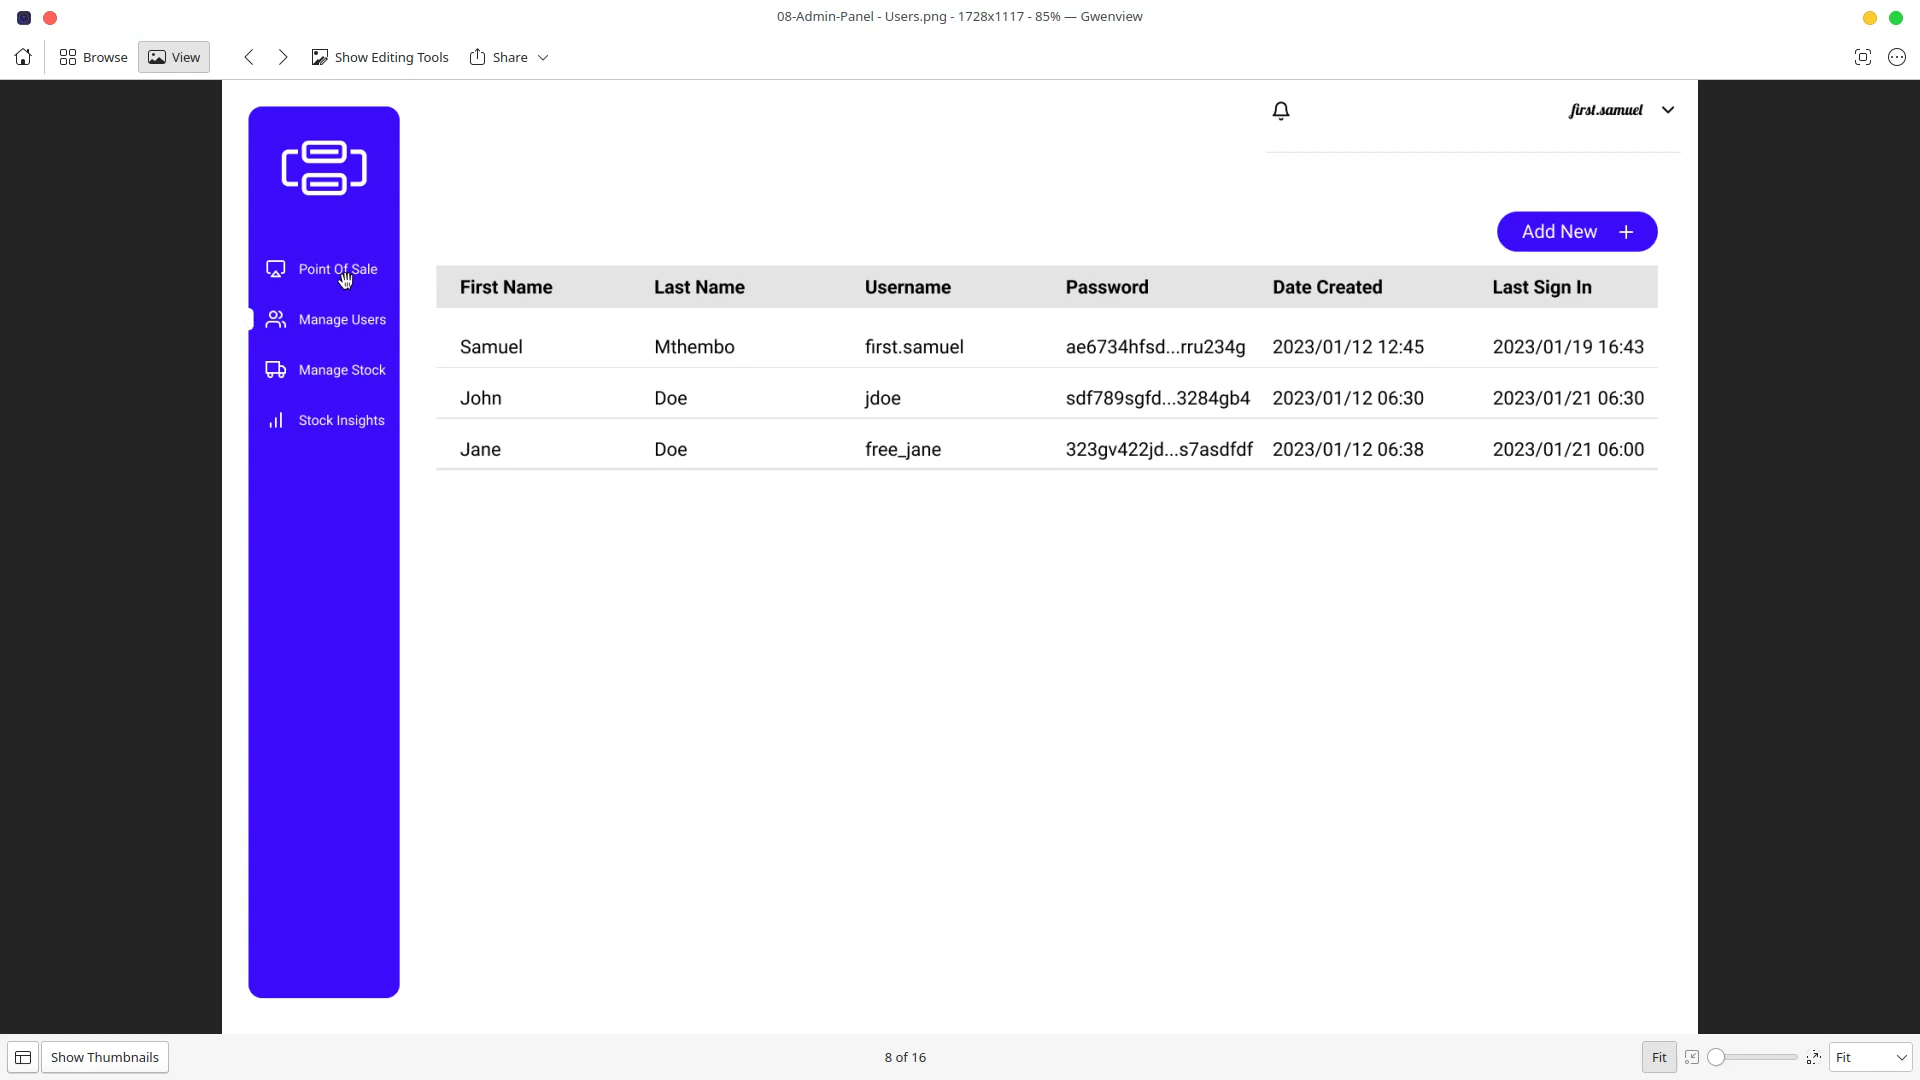 08-Admin-Panel - Users.png - 1728x1117 - 85% — Gwenview
Browse View Show Editing Tools Share
first.samuel
Add New +
First Name Last Name Username Password Date Created Last Sign In
Samuel Mthembo first.samuel ae6734hfsd...rru234g 2023/01/12 12:45 2023/01/19 16:43
John Doe jdoe sdf789sgfd...3284gb4 2023/01/12 06:30 2023/01/21 06:30
Jane Doe free_jane 323gv422jd...s7asdfdf 2023/01/12 06:38 2023/01/21 06:00
Point Of Sale
Manage Users
Manage Stock
Stock Insights
Show Thumbnails 8 of 16 Fit Fit